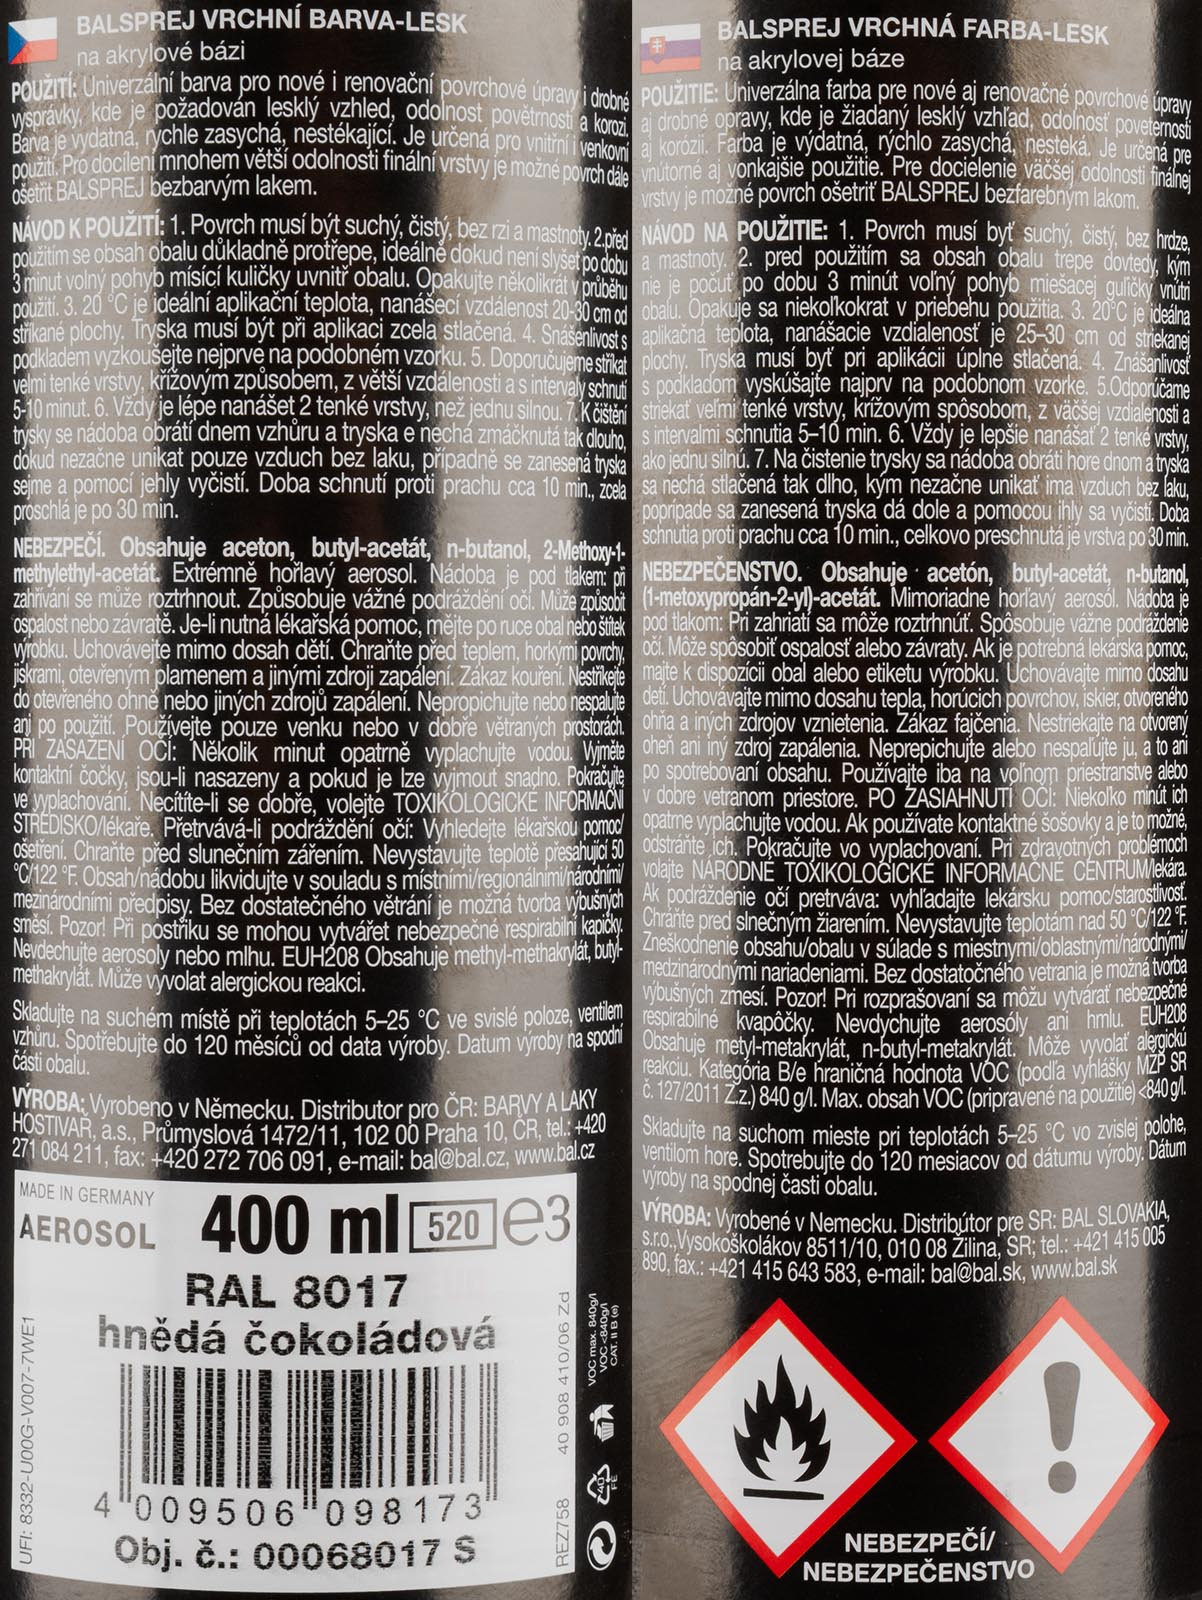 BALSPREJ VRCHNÍ BARVA-LESK
na akrylové bázi
POUŽITÍ: Univerzální barva pro nové i renovační povrchové úpravy i drobné
vysprávky, kde je požadován lesklý vzhled, odolnost povětrnosti a korozi.
Barva je vydatná, rychle zasychá, nestékající. Je určená pro vnitřní i venkovní
použití. Pro docílení mnohem větší odolnosti finální vrstvy je možné povrch dále
ošetřit BALSPREJ bezbarvým lakem.
NÁVOD K POUŽITÍ: 1. Povrch musí být suchý, čistý, bez rzi a mastnoty. 2.před
použitím se obsah obalu důkladně protřepe, ideálně dokud není slyšet po dobu
3 minut volný pohyb mísící kuličky uvnitř obalu. Opakujte několikrát v průběhu
použití. 3. 20 °C je ideální aplikační teplota, nanášecí vzdálenost 20-30 cm od
stříkané plochy. Tryska musí být při aplikaci zcela stlačená. 4. Snášenlivost s
podkladem vyzkoušejte nejprve na podobném vzorku. 5. Doporučujeme stříkat
velmi tenké vrstvy, křížovým způsobem, z větší vzdálenosti a s intervaly schnutí
5-10 minut. 6. Vždy je lépe nanášet 2 tenké vrstvy, než jednu silnou. 7. K čištění
trysky se nádoba obrátí dnem vzhůru a tryska e nechá zmáčknutá tak dlouho,
dokud nezačne unikat pouze vzduch bez laku, případně se zanesená tryska
sejme a pomocí jehly vyčistí. Doba schnutí proti prachu cca 10 min., zcela
proschlá je po 30 min.
NEBEZPEČÍ. Obsahuje aceton, butyl-acetát, n-butanol, 2-Methoxy-1-
methylethyl-acetát. Extrémně hořlavý aerosol. Nádoba je pod tlakem: při
zahřívání se může roztrhnout. Způsobuje vážné podráždění očí. Může způsobit
ospalost nebo závratě. Je-li nutná lékařská pomoc, mějte po ruce obal nebo štítek
výrobku. Uchovávejte mimo dosah dětí. Chraňte před teplem, horkými povrchy,
jiskrami, otevřeným plamenem a jinými zdroji zapálení. Zákaz kouření. Nestříkejte
do otevřeného ohně nebo jiných zdrojů zapálení. Nepropichujte nebo nespalujte
ani po použití. Používejte pouze venku nebo v dobře větraných prostorách.
PŘI ZASAŽENÍ OČÍ: Několik minut opatrně vyplachujte vodou. Vyjměte
kontaktní čočky, jsou-li nasazeny a pokud je lze vyjmout snadno. Pokračujte
ve vyplachování. Necítíte-li se dobře, volejte TOXIKOLOGICKÉ INFORMAČNÍ
STŘEDISKO/lékaře. Přetrvává-li podráždění očí: Vyhledejte lékařskou pomoc/
ošetření. Chraňte před slunečním zářením. Nevystavujte teplotě přesahující 50
°C/122 °F. Obsah/nádobu likvidujte v souladu s místními/regionálními/národními/
mezinárodními předpisy. Bez dostatečného větrání je možná tvorba výbušných
směsí. Pozor! Při postřiku se mohou vytvářet nebezpečné respirabilní kapičky.
Nevdechujte aerosoly nebo mlhu. EUH208 Obsahuje methyl-methakrylát, butyl-
methakrylát. Může vyvolat alergickou reakci.
Skladujte na suchém místě při teplotách 5–25 °C ve svislé poloze, ventilem
vzhůru. Spotřebujte do 120 měsíců od data výroby. Datum výroby na spodní
části obalu.
VÝROBA: Vyrobeno v Německu. Distributor pro ČR: BARVY A LAKY
HOSTIVAŘ, a.s., Průmyslová 1472/11, 102 00 Praha 10, ČR, tel.: +420
271 084 211, fax: +420 272 706 091, e-mail: bal@bal.cz, www.bal.cz
MADE IN GERMANY
AEROSOL
400 ml 520 e3
RAL 8017
hnědá čokoládová
4 009506 098173
Obj. č.: 00068017 S
UFI: 8332-U00G-V007-7WE1
REZ758 40 908 410/06 Zd
VOC max. 840g/l
VOC <840g/l
CAT. II B (e)
40
FE
BALSPREJ VRCHNÁ FARBA-LESK
na akrylovej báze
POUŽITIE: Univerzálna farba pre nové aj renovačné povrchové úpravy
aj drobné opravy, kde je žiadaný lesklý vzhľad, odolnosť poveternosti
aj korózii. Farba je výdatná, rýchlo zasychá, nesteká. Je určená pre
vnútorné aj vonkajšie použitie. Pre docielenie väčšej odolnosti finálnej
vrstvy je možné povrch ošetriť BALSPREJ bezfarebným lakom.
NÁVOD NA POUŽITIE: 1. Povrch musí byť suchý, čistý, bez hrdze,
a mastnoty. 2. pred použitím sa obsah obalu trepe dovtedy, kým
nie je počuť po dobu 3 minút voľný pohyb miešacej guľičky vnútri
obalu. Opakuje sa niekoľkokrat v priebehu použitia. 3. 20°C je ideálna
aplikačná teplota, nanášacie vzdialenosť je 25–30 cm od striekanej
plochy. Tryska musí byť pri aplikácii úplne stlačená. 4. Znášanlivosť
s podkladom vyskúšajte najprv na podobnom vzorke. 5.Odporúčame
striekať veľmi tenké vrstvy, krížovým spôsobom, z väčšej vzdialenosti a
s intervalmi schnutia 5–10 min. 6. Vždy je lepšie nanášať 2 tenké vrstvy,
ako jednu silnú. 7. Na čistenie trysky sa nádoba obráti hore dnom a tryska
sa nechá stlačená tak dlho, kým nezačne unikať ima vzduch bez laku,
poprípade sa zanesená tryska dá dole a pomocou ihly sa vyčistí. Doba
schnutia proti prachu cca 10 min., celkovo preschnutá je vrstva po 30 min.
NEBEZPEČENSTVO. Obsahuje acetón, butyl-acetát, n-butanol,
(1-metoxypropán-2-yl)-acetát. Mimoriadne horľavý aerosól. Nádoba je
pod tlakom: Pri zahriatí sa môže roztrhnúť. Spôsobuje vážne podráždenie
očí. Môže spôsobiť ospalosť alebo závraty. Ak je potrebná lekárska pomoc,
majte k dispozícii obal alebo etiketu výrobku. Uchovávajte mimo dosahu
detí. Uchovávajte mimo dosahu tepla, horúcich povrchov, iskier, otvoreného
ohňa a iných zdrojov vznietenia. Zákaz fajčenia. Nestriekajte na otvorený
oheň ani iný zdroj zapálenia. Neprepichujte alebo nespaľujte ju, a to ani
po spotrebovaní obsahu. Používajte iba na voľnom priestranstve alebo
v dobre vetranom priestore. PO ZASIAHNUTÍ OČÍ: Niekoľko minút ich
opatrne vyplachujte vodou. Ak používate kontaktné šošovky a je to možné,
odstráňte ich. Pokračujte vo vyplachovaní. Pri zdravotných problémoch
volajte NÁRODNÉ TOXIKOLOGICKÉ INFORMAČNÉ CENTRUM/lekára.
Ak podráždenie očí pretrváva: vyhľadajte lekársku pomoc/starostlivosť.
Chráňte pred slnečným žiarením. Nevystavujte teplotám nad 50 °C/122 °F.
Zneškodnenie obsahu/obalu v súlade s miestnymi/oblastnými/národnými/
medzinárodnými nariadeniami. Bez dostatočného vetrania je možná tvorba
výbušných zmesí. Pozor! Pri rozprašovaní sa môžu vytvárať nebezpečné
respirabilné kvapôčky. Nevdychujte aerosóly ani hmlu. EUH208
Obsahuje metyl-metakrylát, n-butyl-metakrylát. Môže vyvolať alergickú
reakciu. Kategória B/e hraničná hodnota VOC (podľa vyhlášky MŽP SR
č. 127/2011 Z.z.) 840 g/l. Max. obsah VOC (pripravené na použitie) <840 g/l.
Skladujte na suchom mieste pri teplotách 5–25 °C vo zvislej polohe,
ventilom hore. Spotrebujte do 120 mesiacov od dátumu výroby. Dátum
výroby na spodnej časti obalu.
VÝROBA: Vyrobené v Nemecku. Distribútor pre SR: BAL SLOVAKIA,
s.r.o.,Vysokoškolákov 8511/10, 010 08 Žilina, SR; tel.: +421 415 005
890, fax.: +421 415 643 583, e-mail: bal@bal.sk, www.bal.sk
NEBEZPEČÍ/
NEBEZPEČENSTVO